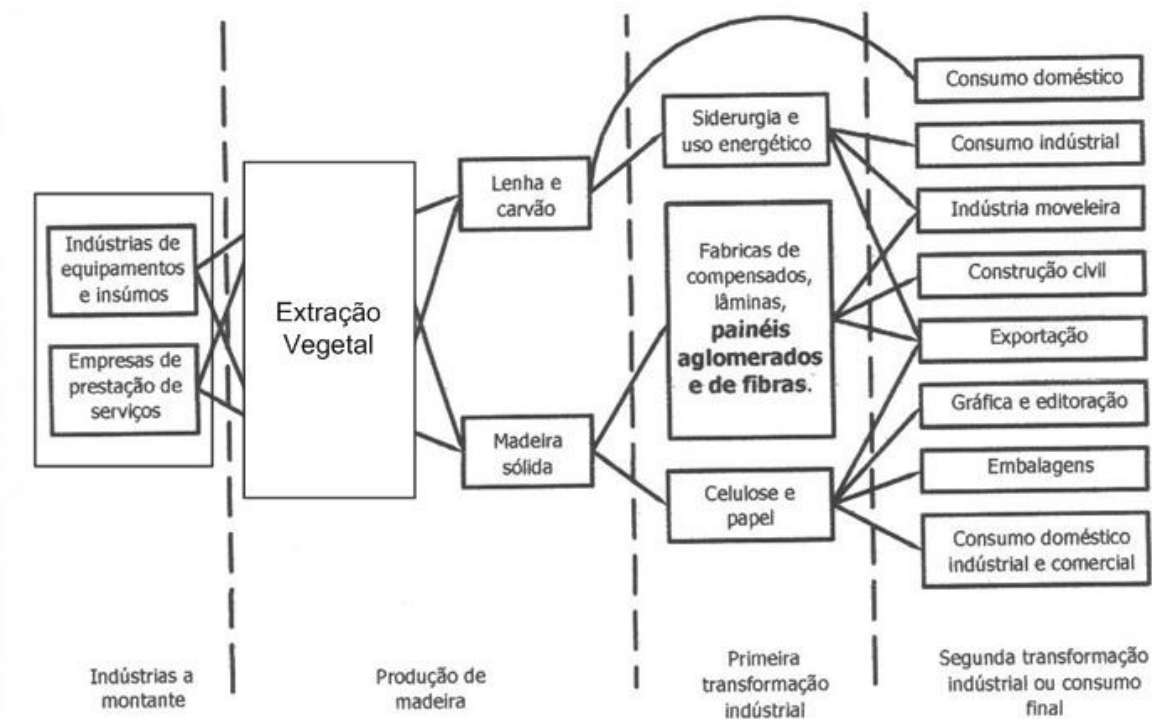 Indústrias de
equipamentos
e insúmos
Empresas de
prestação de
serviços
Extração
Vegetal
Lenha e
carvão
Madeira
sólida
Siderurgia e
uso energético
Fabricas de
compensados,
lâminas,
painéis
aglomerados
e de fibras.
Celulose e
papel
Consumo doméstico
Consumo indústrial
Indústria moveleira
Construção civil
Exportação
Gráfica e editoração
Embalagens
Consumo doméstico
indústrial e comercial
Indústrias a
montante
Produção de
madeira
Primeira
transformação
indústrial
Segunda transformação
indústrial ou consumo
final